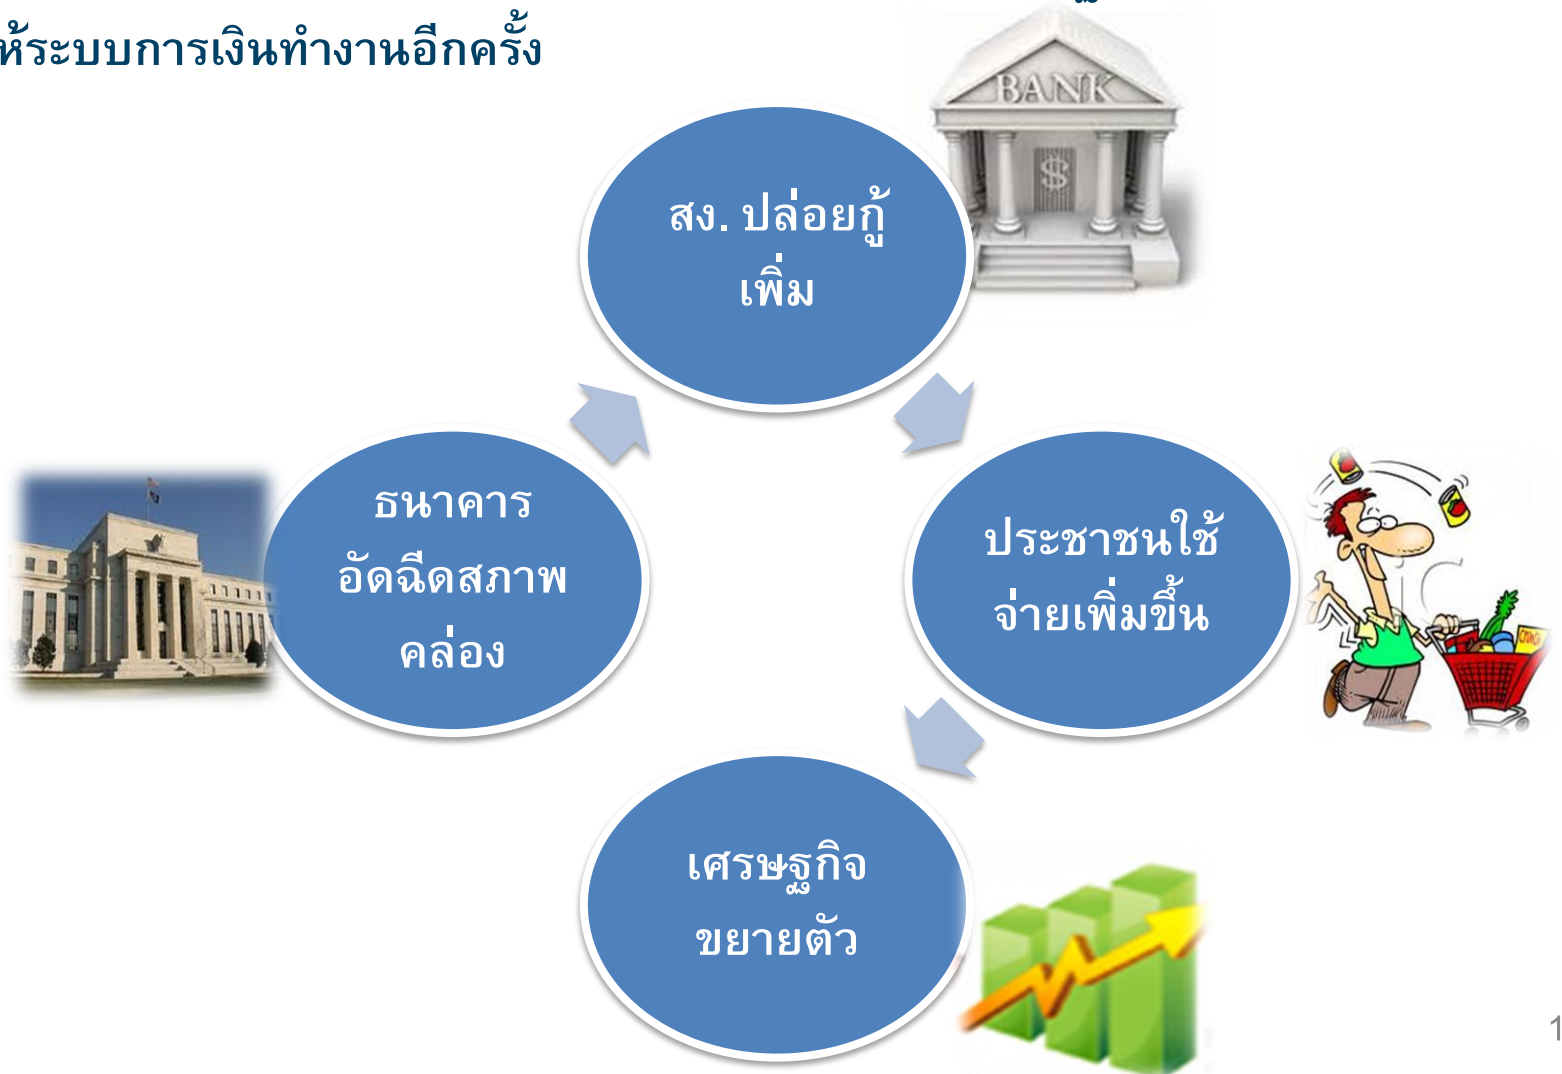 ห้ระบบการเงินทำงานอีกครั้ง
BANK
$
สง. ปล่อยกู้
เพิ่ม
ธนาคาร
อัดฉีดสภาพ
คล่อง
ประชาชนใช้
จ่ายเพิ่มขึ้น
เศรษฐกิจ
ขยายตัว
1